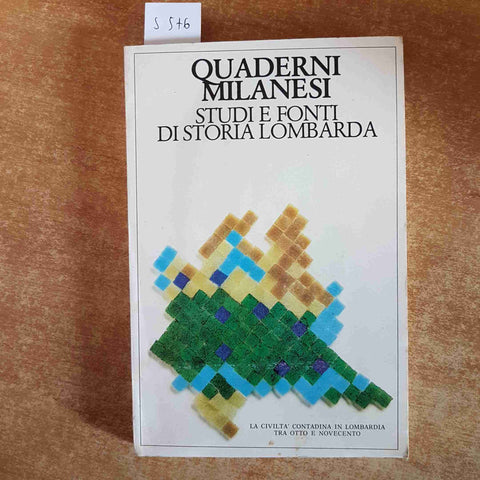 S 5+6
QUADERNI
MILANESI
STUDI E FONTI
DI STORIA LOMBARDA
LA CIVILTA' CONTADINA IN LOMBARDIA
TRA OTTO E NOVECENTO